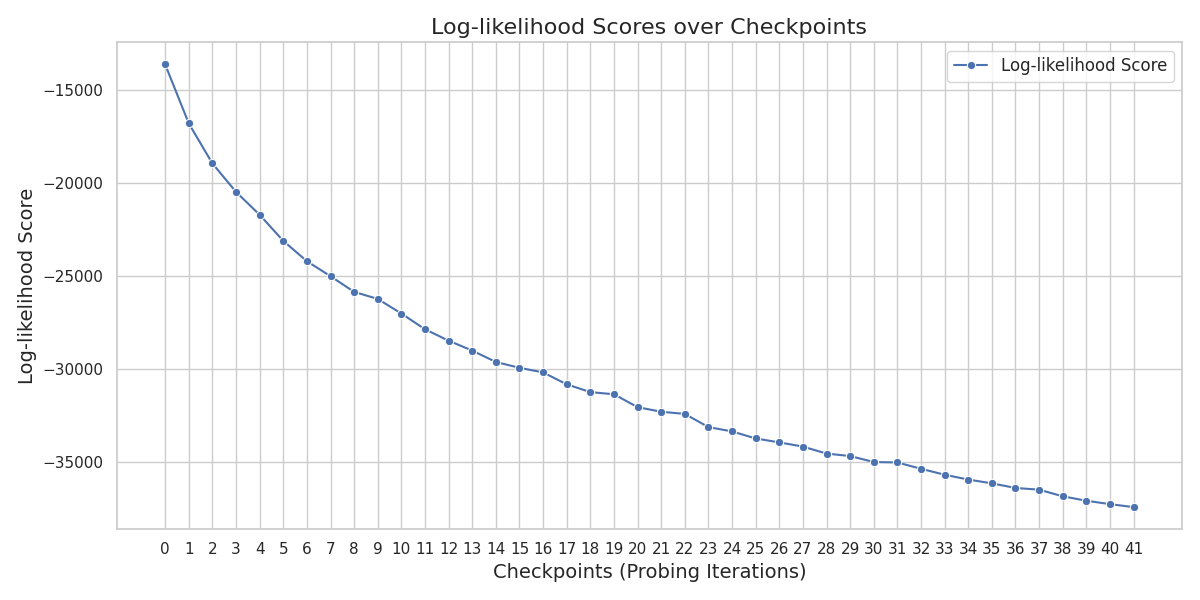 Log-likelihood Scores over Checkpoints
Log-likelihood Score
−15000
−20000
−25000
−30000
−35000
Log-likelihood Score
0 1 2 3 4 5 6 7 8 9 10 11 12 13 14 15 16 17 18 19 20 21 22 23 24 25 26 27 28 29 30 31 32 33 34 35 36 37 38 39 40 41
Checkpoints (Probing Iterations)